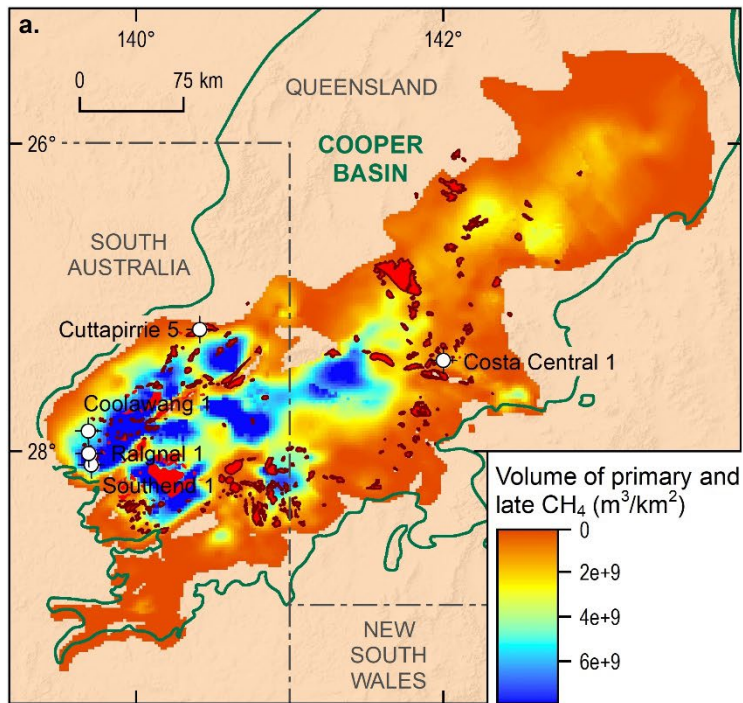 a.
140°
142°
0
75 km
QUEENSLAND
26°
COOPER
BASIN
SOUTH
AUSTRALIA
Cuttapirrie 5
Costa Central 1
Coolawang 1
28°
Ralgnal 1
Southend 1
Volume of primary and
late CH₄ (m³/km²)
0
2e+9
4e+9
6e+9
NEW
SOUTH
WALES